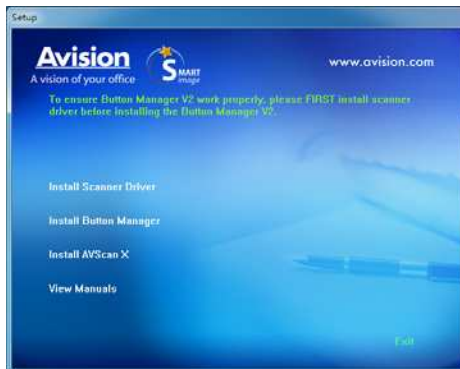 Setup
Avision
A vision of your office
SMART
image
www.avision.com
To ensure Button Manager V2 work properly, please FIRST install scanner
driver before installing the Button Manager V2.
Install Scanner Driver
Install Button Manager
Install AVScan X
View Manuals
Exit